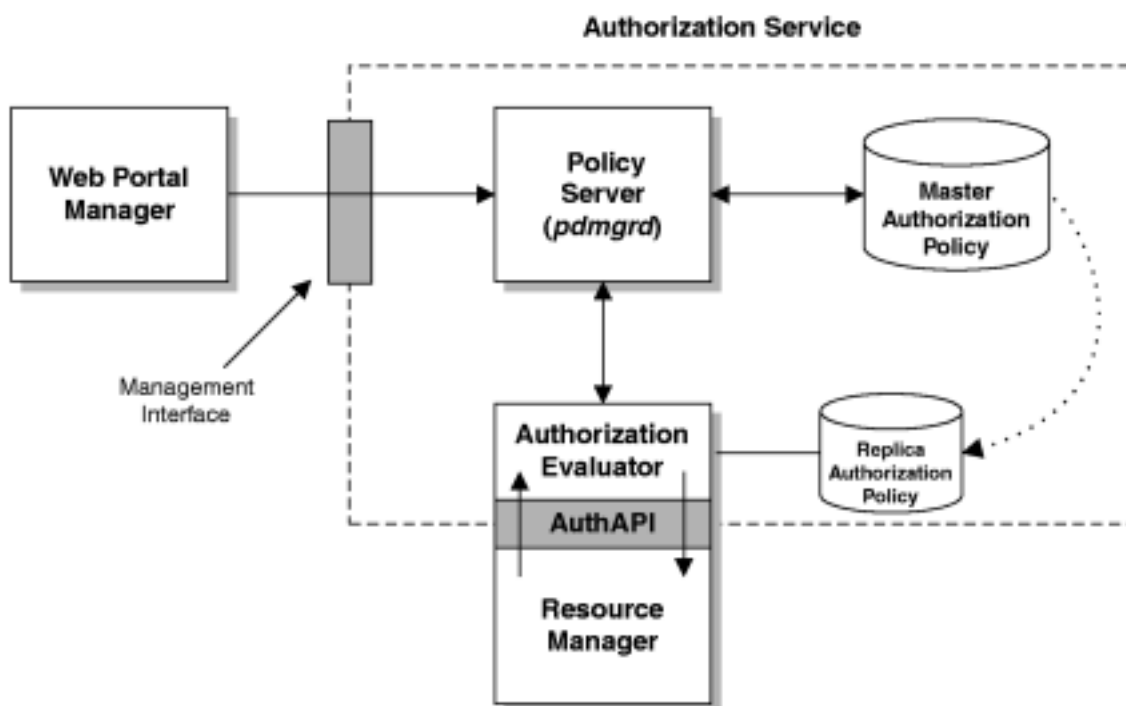 Authorization Service
Web Portal
Manager
Policy
Server
(pdmgrd)
Master
Authorization
Policy
Management
Interface
Authorization
Evaluator
Replica
Authorization
Policy
AuthAPI
Resource
Manager